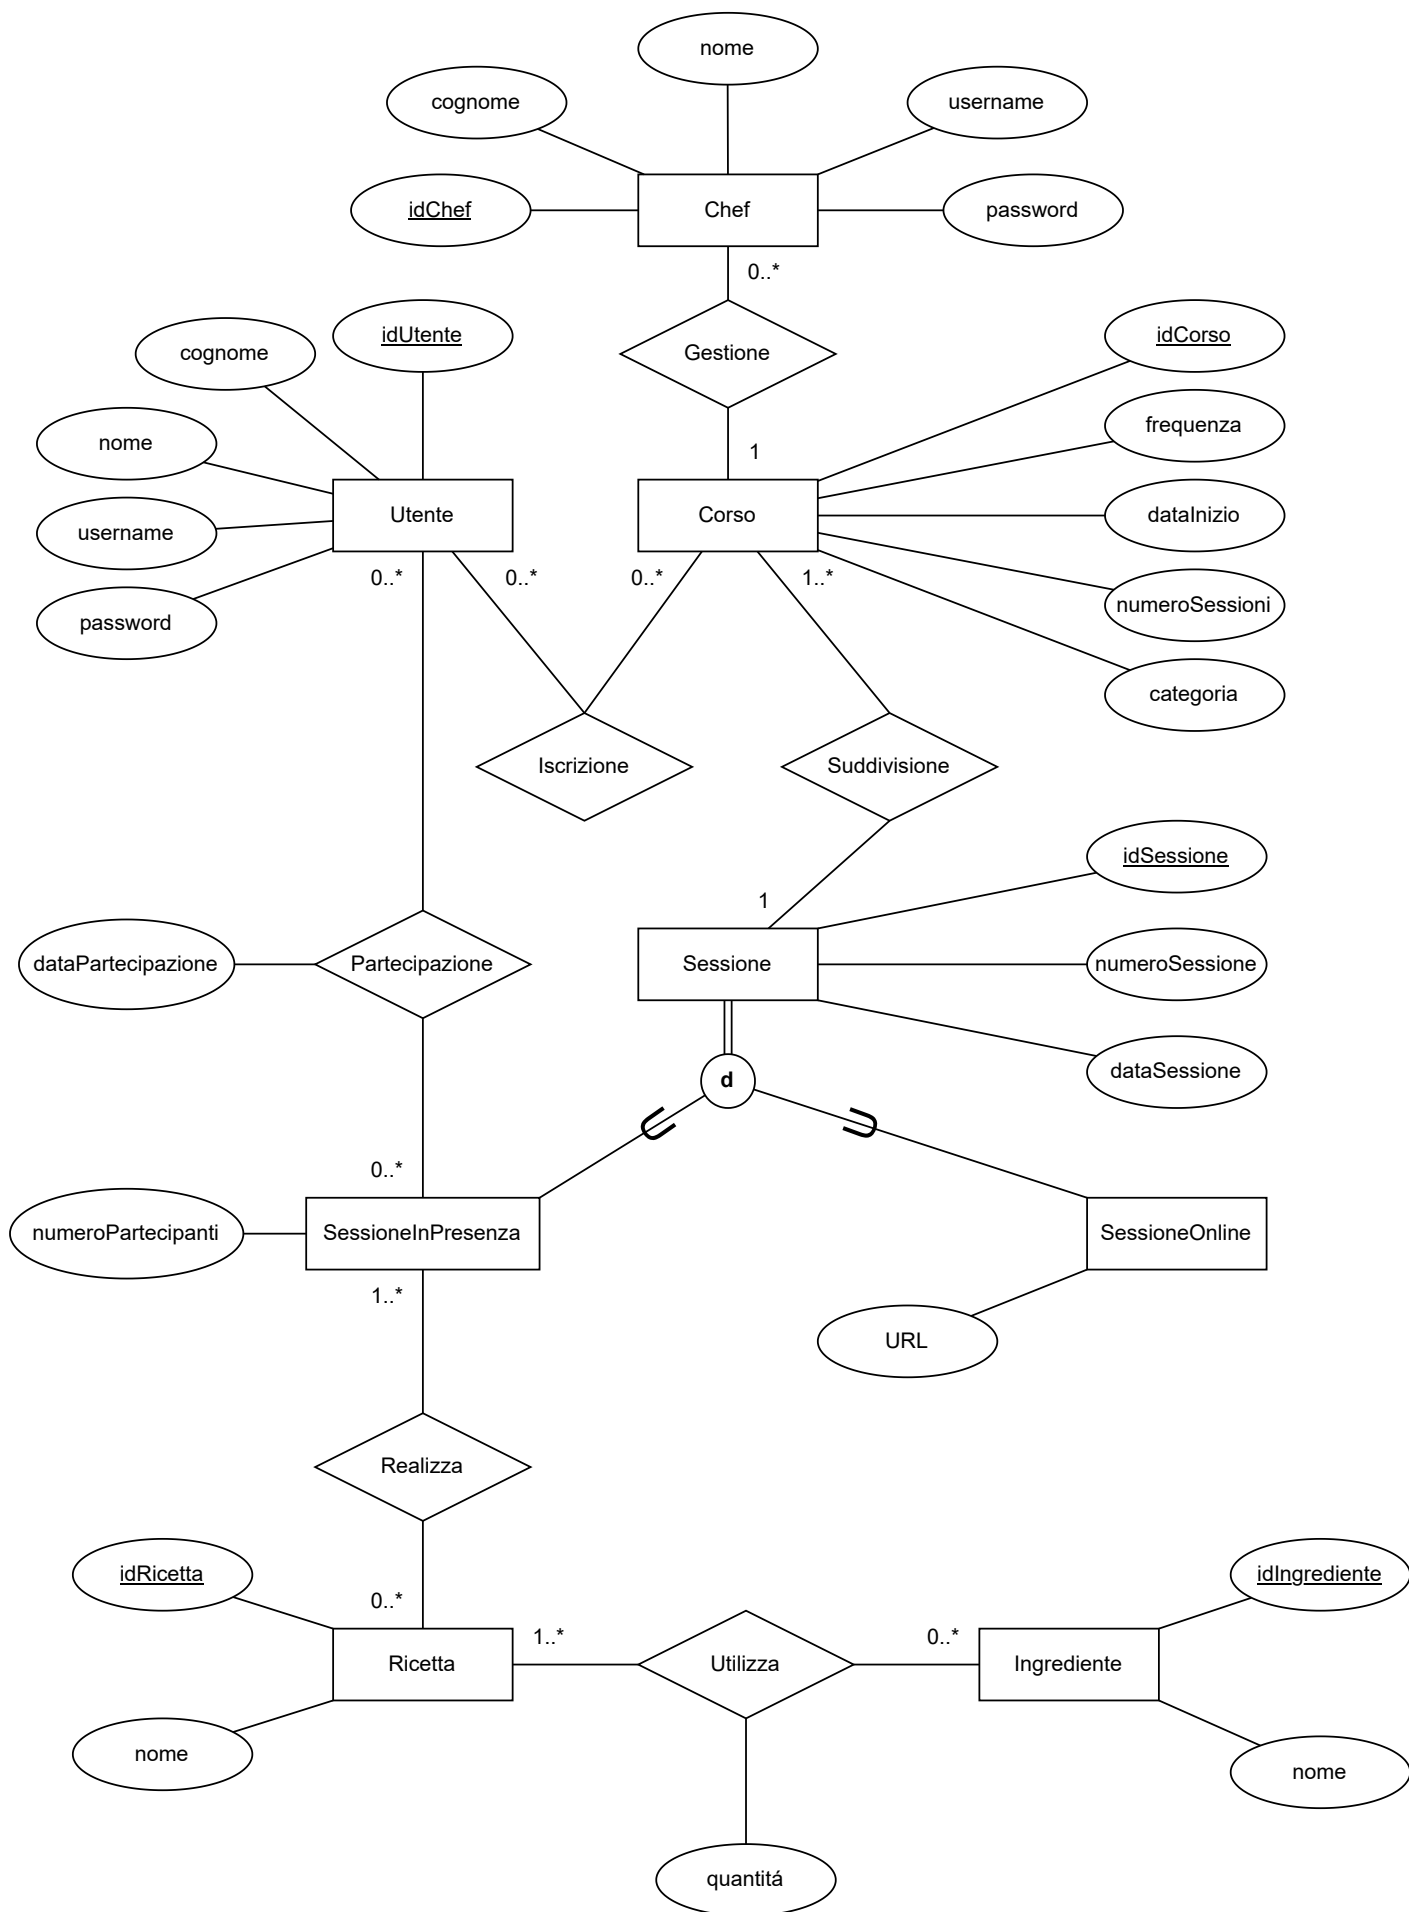 nome
cognome
username
idChef
Chef
password
0..*
idUtente
idCorso
cognome
Gestione
frequenza
nome
1
Utente
Corso
dataInizio
username
0..*
0..*
0..*
1..*
numeroSessioni
password
categoria
Iscrizione
Suddivisione
idSessione
1
dataPartecipazione
Partecipazione
Sessione
numeroSessione
dataSessione
d
0..*
numeroPartecipanti
SessioneInPresenza
SessioneOnline
1..*
URL
Realizza
idRicetta
idIngrediente
0..*
1..*
0..*
Ricetta
Utilizza
Ingrediente
nome
nome
quantitá